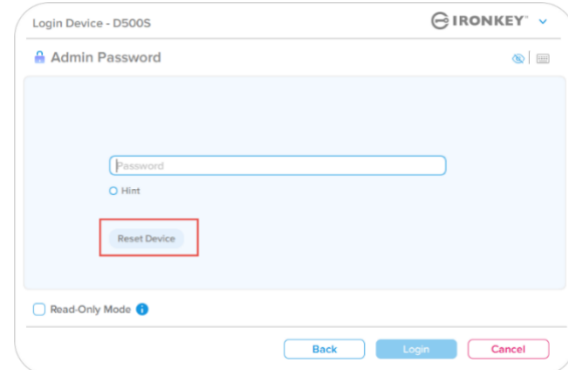 Login Device - D500S
IRONKEY
Admin Password
Password
Hint
Reset Device
Read-Only Mode
Back
Login
Cancel